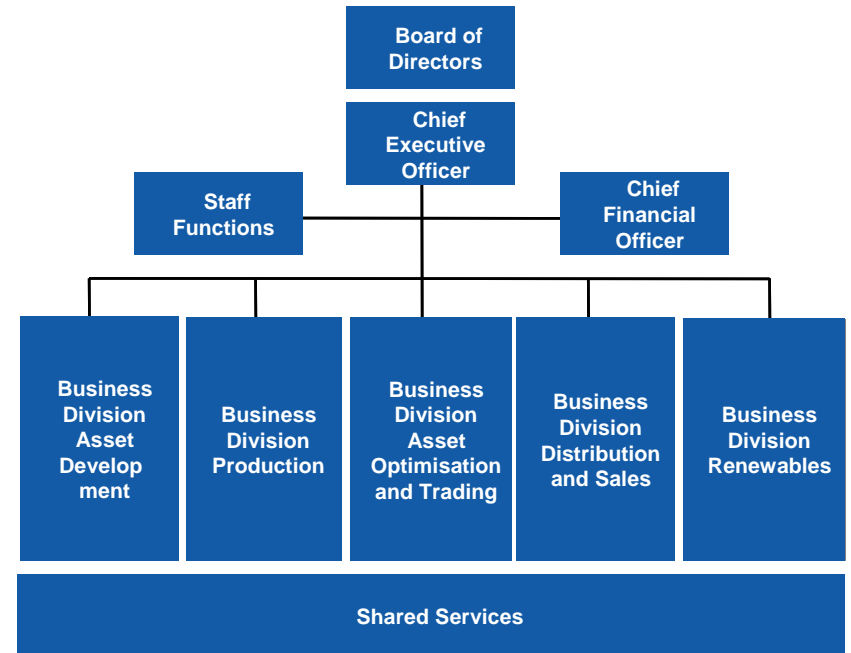 Board of
Directors
Chief
Executive
Officer
Staff
Functions
Chief
Financial
Officer
Business
Division
Asset
Develop
ment
Business
Division
Production
Business
Division
Asset
Optimisation
and Trading
Business
Division
Distribution
and Sales
Business
Division
Renewables
Shared Services